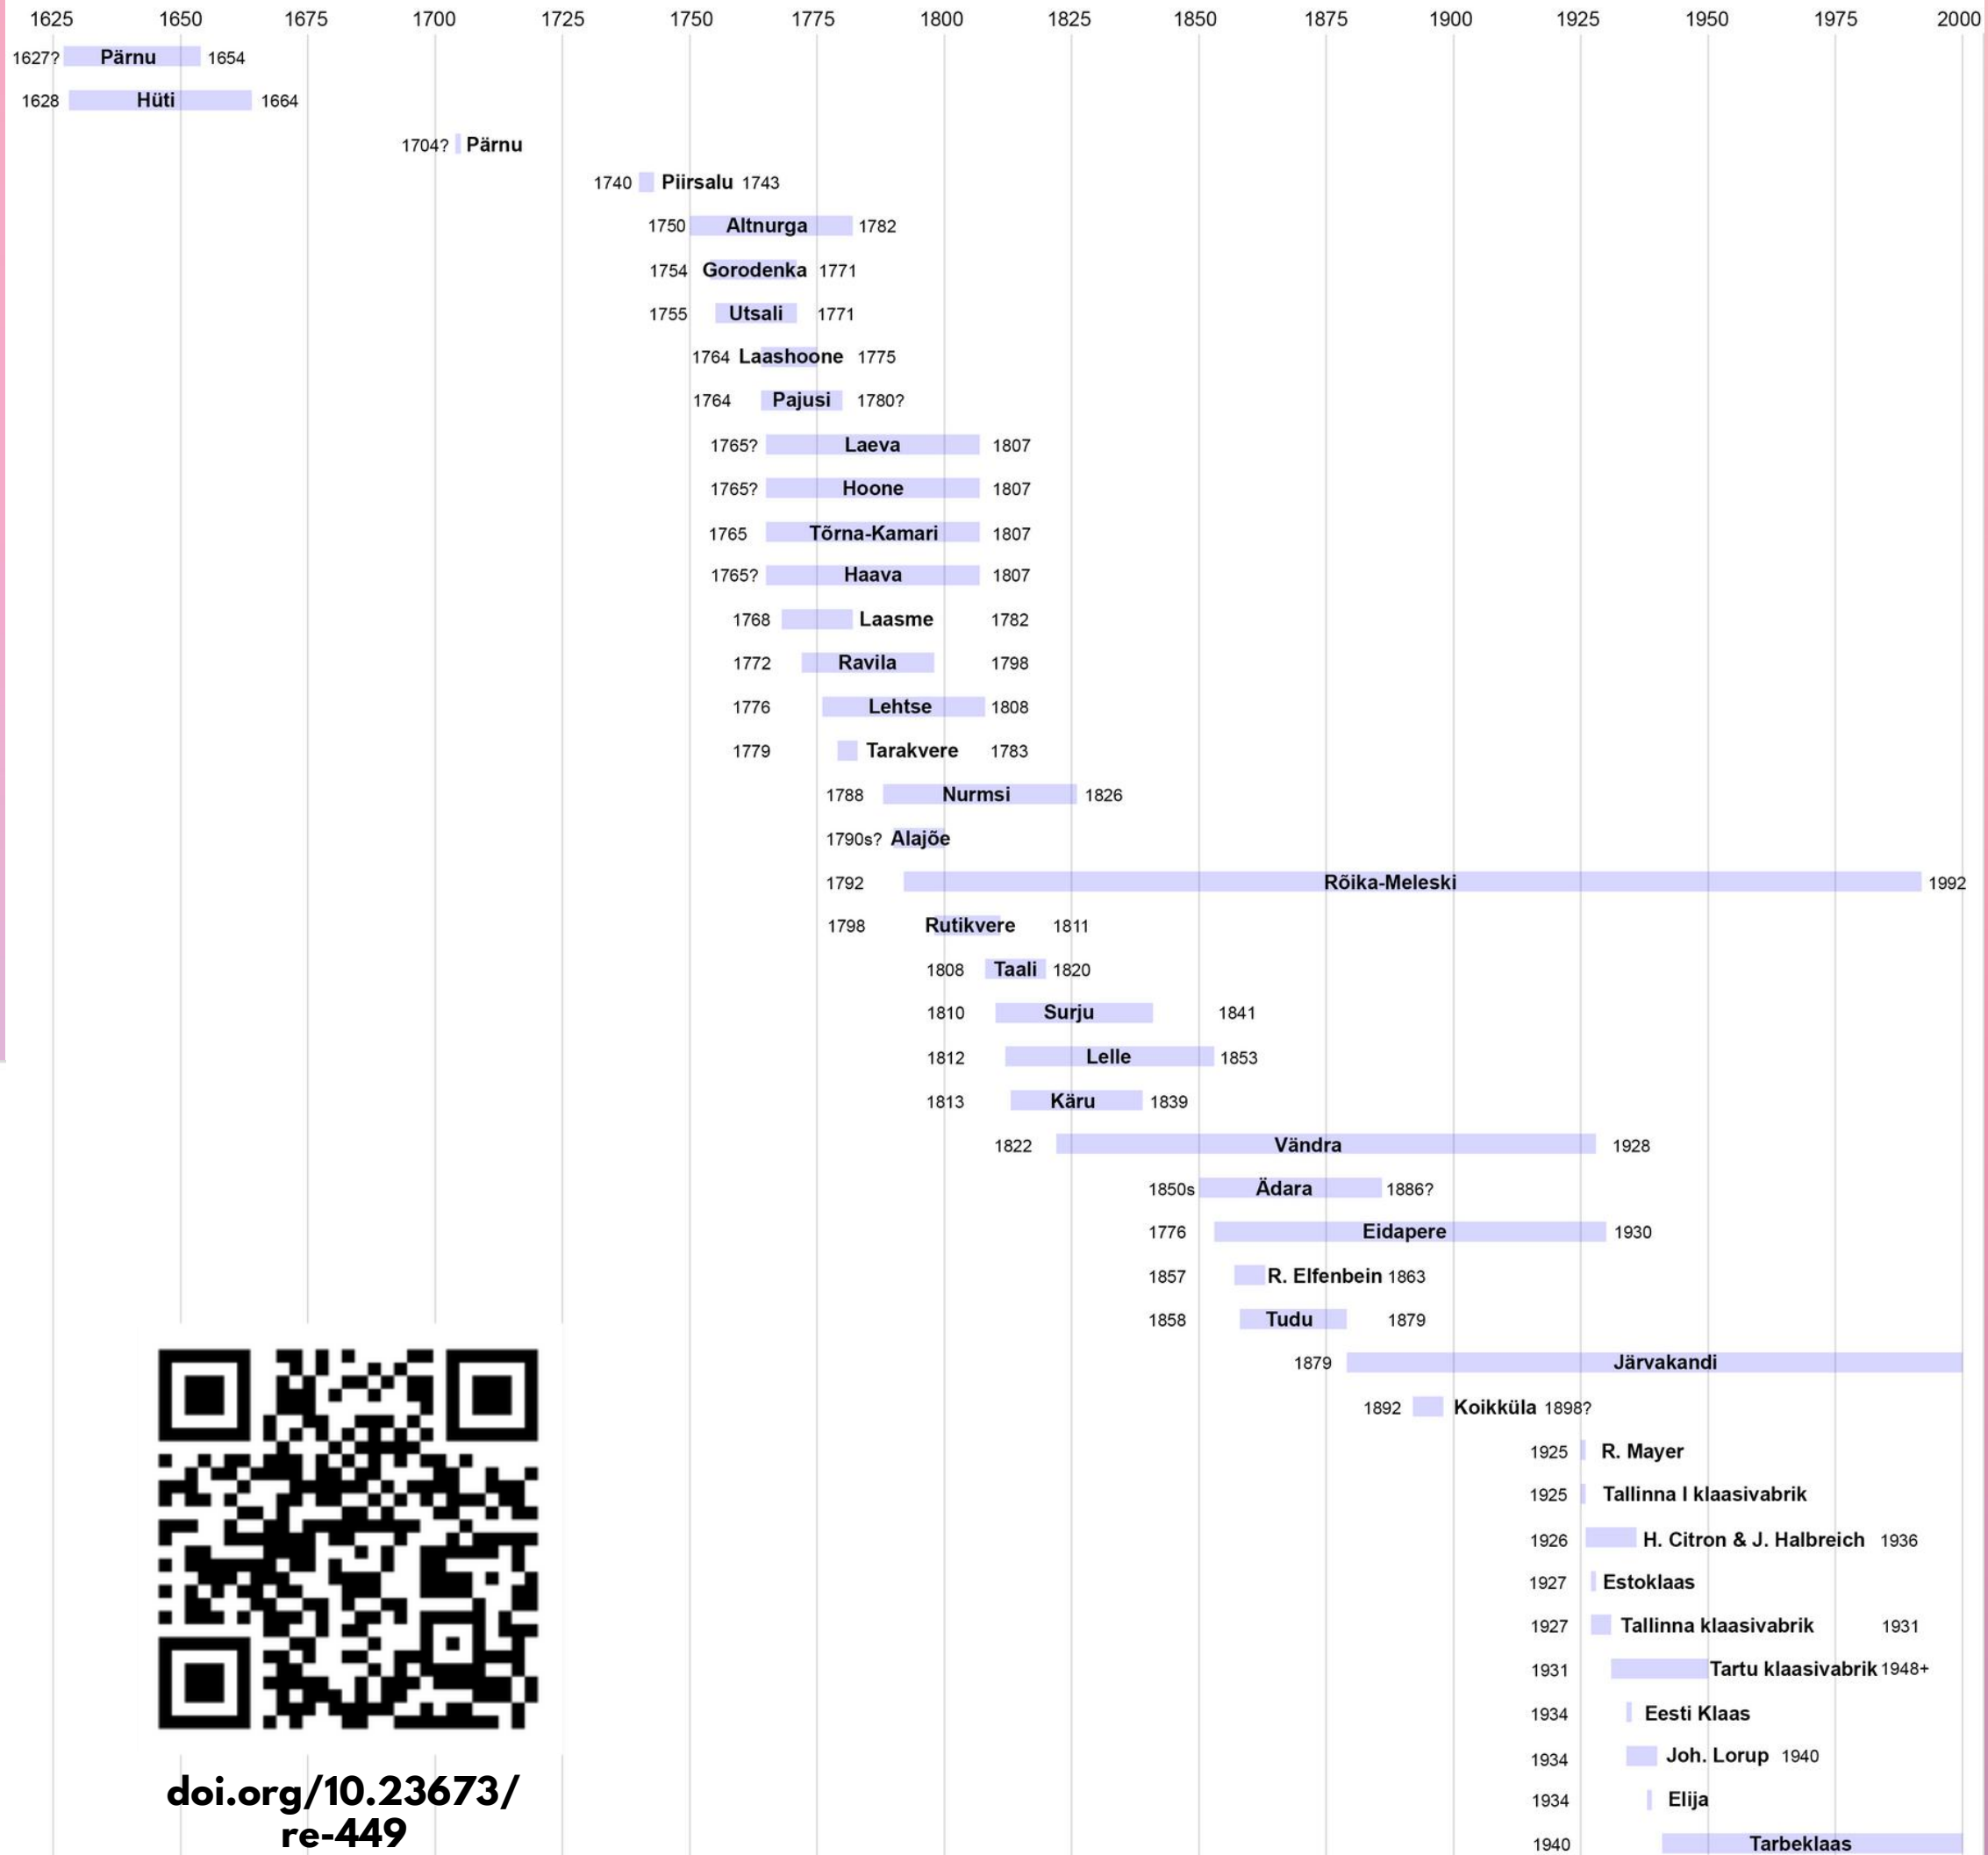 1625 1650 1675 1700 1725 1750 1775 1800 1825 1850 1875 1900 1925 1950 1975 2000
1627? Pärnu 1654
1628 Hüti 1664
1704? Pärnu
1740 Piirsalu 1743
1750 Altnurga 1782
1754 Gorodenka 1771
1755 Utsali 1771
1764 Laashoone 1775
1764 Pajusi 1780?
1765? Laeva 1807
1765? Hoone 1807
1765 Tõrna-Kamari 1807
1765? Haava 1807
1768 Laasme 1782
1772 Ravila 1798
1776 Lehtse 1808
1779 Tarakvere 1783
1788 Nurmsi 1826
1790s? Alajõe
1792 Rõika-Meleski 1992
1798 Rutikvere 1811
1808 Taali 1820
1810 Surju 1841
1812 Lelle 1853
1813 Käru 1839
1822 Vändra 1928
1850s Ädara 1886?
1776 Eidapere 1930
1857 R. Elfenbein 1863
1858 Tudu 1879
1879 Järvakandi
1892 Koikküla 1898?
1925 R. Mayer
1925 Tallinna I klaasivabrik
1926 H. Citron & J. Halbreich 1936
1927 Estoklaas
1927 Tallinna klaasivabrik 1931
1931 Tartu klaasivabrik 1948+
1934 Eesti Klaas
1934 Joh. Lorup 1940
1934 Elija
1940 Tarbeklaas
doi.org/10.23673/
re-449